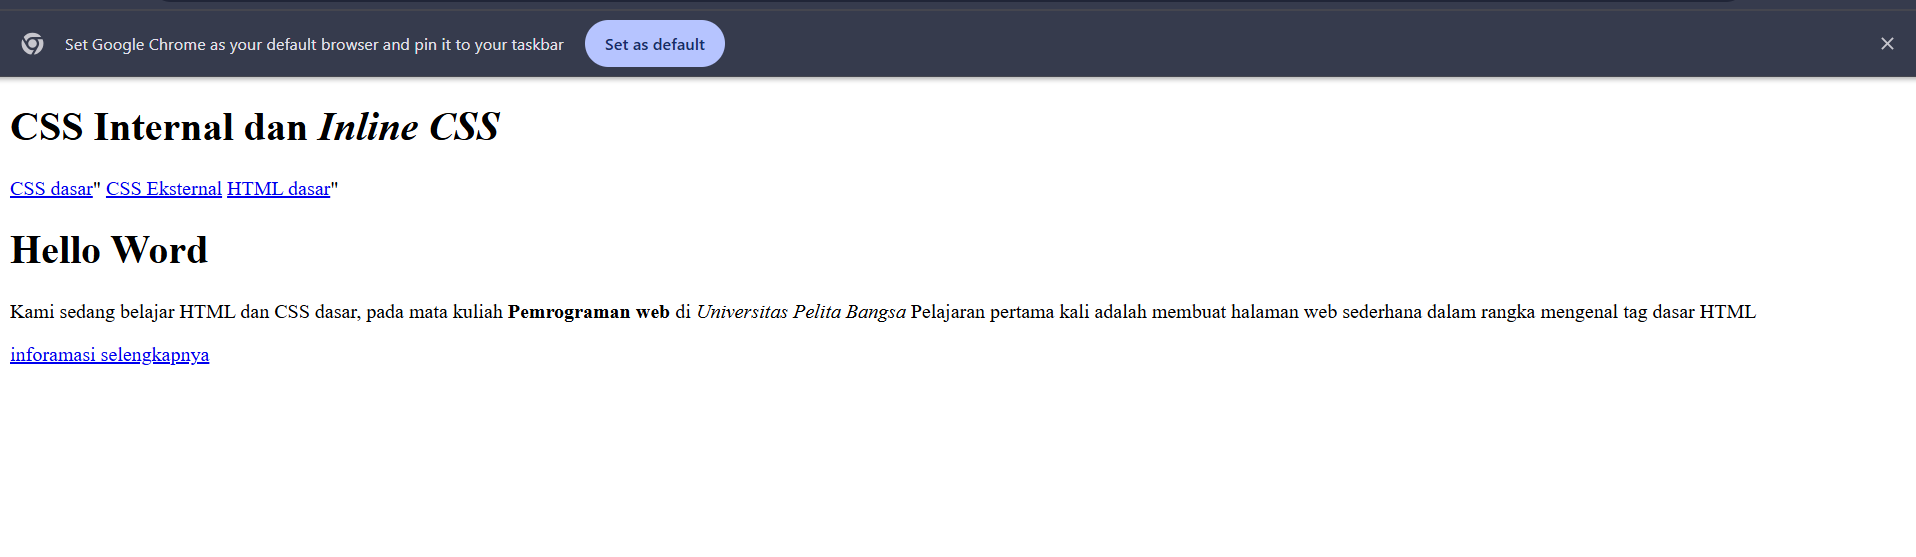 Set Google Chrome as your default browser and pin it to your taskbar Set as default
CSS Internal dan Inline CSS
CSS dasar" CSS Eksternal HTML dasar"
Hello Word
Kami sedang belajar HTML dan CSS dasar, pada mata kuliah Pemrograman web di Universitas Pelita Bangsa Pelajaran pertama kali adalah membuat halaman web sederhana dalam rangka mengenal tag dasar HTML
inforamasi selengkapnya